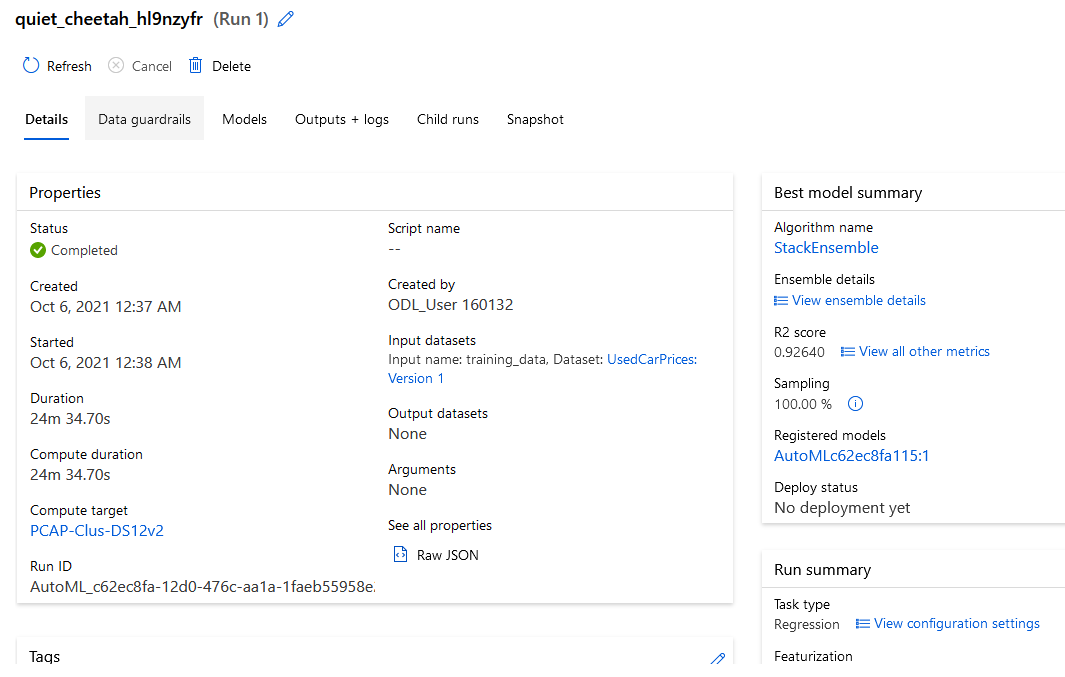 quiet_cheetah_hl9nzyfr (Run 1)
Refresh Cancel Delete
Details Data guardrails Models Outputs + logs Child runs Snapshot
Properties
Status
Completed
Created
Oct 6, 2021 12:37 AM
Started
Oct 6, 2021 12:38 AM
Duration
24m 34.70s
Compute duration
24m 34.70s
Compute target
PCAP-Clus-DS12v2
Run ID
AutoML_c62ec8fa-12d0-476c-aa1a-1faeb55958e
Script name
--
Created by
ODL_User 160132
Input datasets
Input name: training_data, Dataset: UsedCarPrices:
Version 1
Output datasets
None
Arguments
None
See all properties
Raw JSON
Tags
Best model summary
Algorithm name
StackEnsemble
Ensemble details
View ensemble details
R2 score
0.92640 View all other metrics
Sampling
100.00 %
Registered models
AutoMLc62ec8fa115:1
Deploy status
No deployment yet
Run summary
Task type
Regression View configuration settings
Featurization